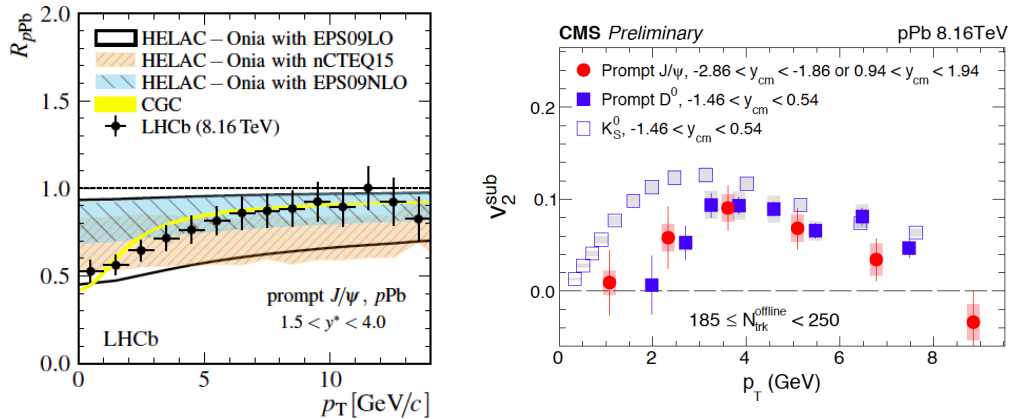 R_pPb
2.0
1.5
1.0
0.5
0.0
HELAC−Onia with EPS09LO
HELAC−Onia with nCTEQ15
HELAC−Onia with EPS09NLO
CGC
LHCb (8.16 TeV)
prompt J/ψ, pPb
1.5 < y* < 4.0
LHCb
0 5 10
p_T [GeV/c]
CMS Preliminary pPb 8.16TeV
Prompt J/ψ, -2.86 < y_cm < -1.86 or 0.94 < y_cm < 1.94
Prompt D^0, -1.46 < y_cm < 0.54
K_S^0, -1.46 < y_cm < 0.54
v_2^sub
0.2
0.1
0.0
185 ≤ N_trk^offline < 250
0 2 4 6 8
p_T (GeV)